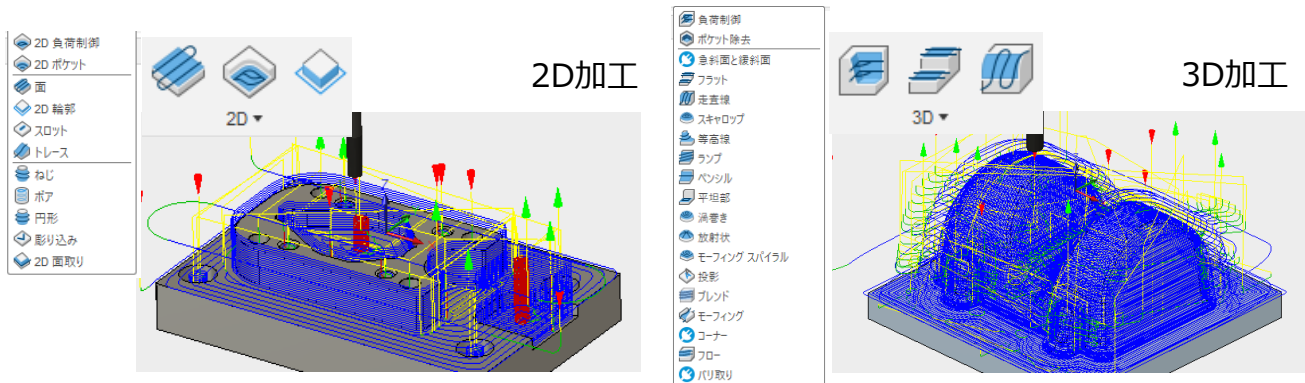 2D 負荷制御
2D ポケット
面
2D 輪郭
スロット
トレース
ねじ
ボア
円形
彫り込み
2D 面取り
2D ▼
2D加工
Z
負荷制御
ポケット除去
急斜面と緩斜面
フラット
走査線
スキャロップ
等高線
ランプ
ペンシル
平坦部
渦巻き
放射状
モーフィング スパイラル
投影
ブレンド
モーフィング
コーナー
フロー
バリ取り
3D ▼
3D加工